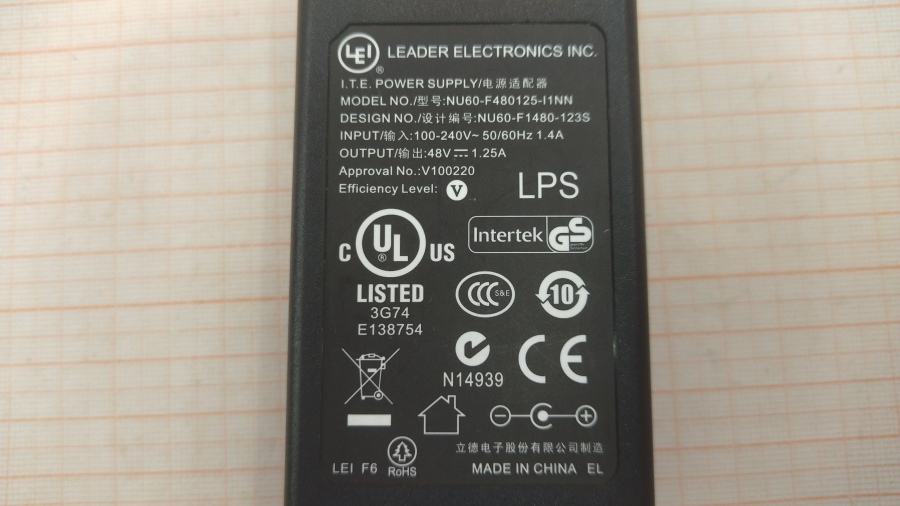 LEI ® LEADER ELECTRONICS INC.
I.T.E. POWER SUPPLY/电源适配器
MODEL NO./型号:NU60-F480125-I1NN
DESIGN NO./设计编号:NU60-F1480-123S
INPUT/输入:100-240V~ 50/60Hz 1.4A
OUTPUT/输出:48V 1.25A
Approval No.:V100220
Efficiency Level: V
LPS
C UL ® US
LISTED
3G74
E138754
Intertek GS
CCC S&E
10
N14939
CE
- +
立德电子股份有限公司制造
LEI F6 RoHS
MADE IN CHINA EL